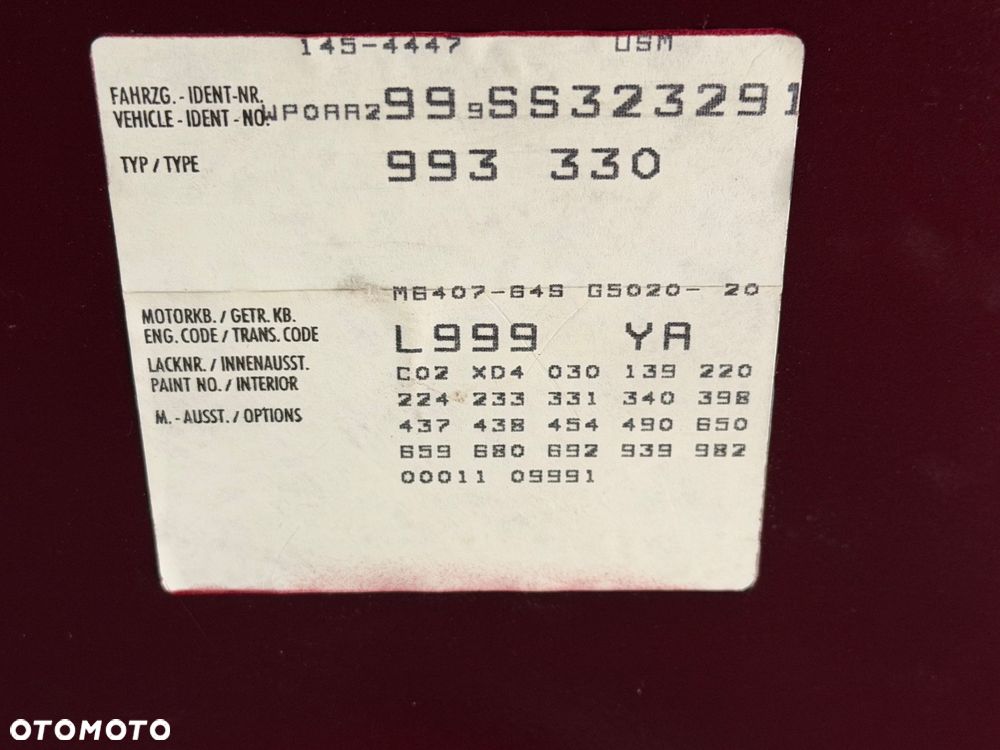 145-4447 USM
FAHRZG. - IDENT-NR.
VEHICLE - IDENT - NO. WP0AA299 9SS323291
TYP / TYPE 993 330
M6407-64S G5020- 20
MOTORKB. / GETR. KB.
ENG. CODE / TRANS. CODE L999 YA
LACKNR. / INNENAUSST. C02 XD4 030 139 220
PAINT NO. / INTERIOR 224 233 331 340 398
M. - AUSST. / OPTIONS 437 438 454 490 650
659 680 692 939 982
00011 09991
OTOMOTO